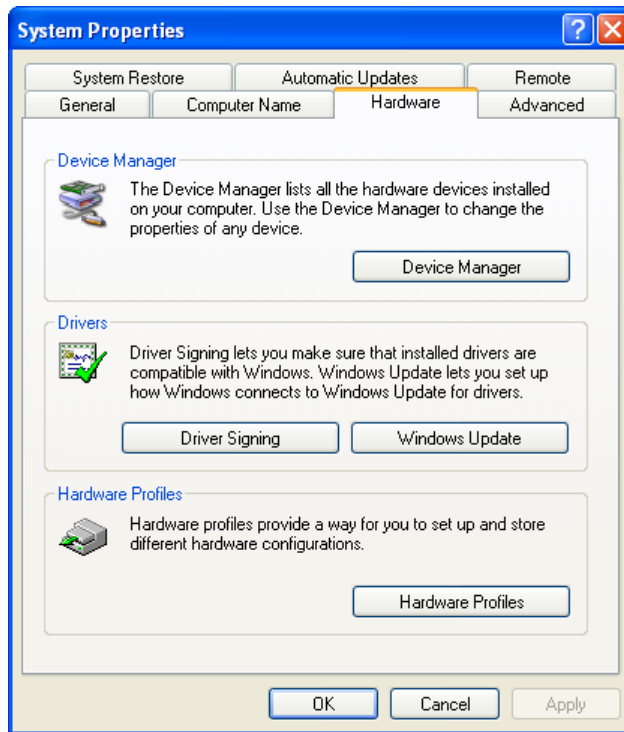 System Properties
System Restore
Automatic Updates
Remote
General
Computer Name
Hardware
Advanced
Device Manager
The Device Manager lists all the hardware devices installed
on your computer. Use the Device Manager to change the
properties of any device.
Device Manager
Drivers
Driver Signing lets you make sure that installed drivers are
compatible with Windows. Windows Update lets you set up
how Windows connects to Windows Update for drivers.
Driver Signing
Windows Update
Hardware Profiles
Hardware profiles provide a way for you to set up and store
different hardware configurations.
Hardware Profiles
OK
Cancel
Apply